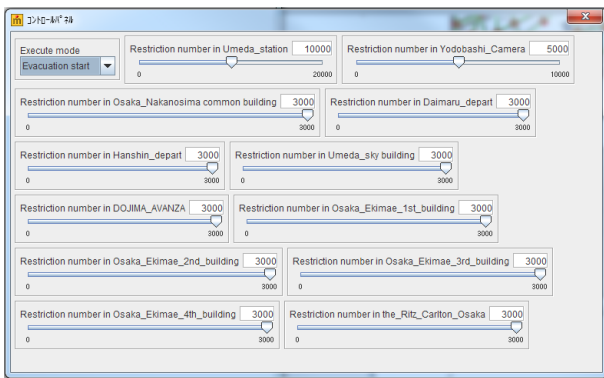 コントロールパネル
Execute mode
Evacuation start
Restriction number in Umeda_station 10000
0 20000
Restriction number in Yodobashi_Camera 5000
0 10000
Restriction number in Osaka_Nakanosima common building 3000
0 3000
Restriction number in Daimaru_depart 3000
0 3000
Restriction number in Hanshin_depart 3000
0 3000
Restriction number in Umeda_sky building 3000
0 3000
Restriction number in DOJIMA_AVANZA 3000
0 3000
Restriction number in Osaka_Ekimae_1st_building 3000
0 3000
Restriction number in Osaka_Ekimae_2nd_building 3000
0 3000
Restriction number in Osaka_Ekimae_3rd_building 3000
0 3000
Restriction number in Osaka_Ekimae_4th_building 3000
0 3000
Restriction number in the_Ritz_Carlton_Osaka 3000
0 3000